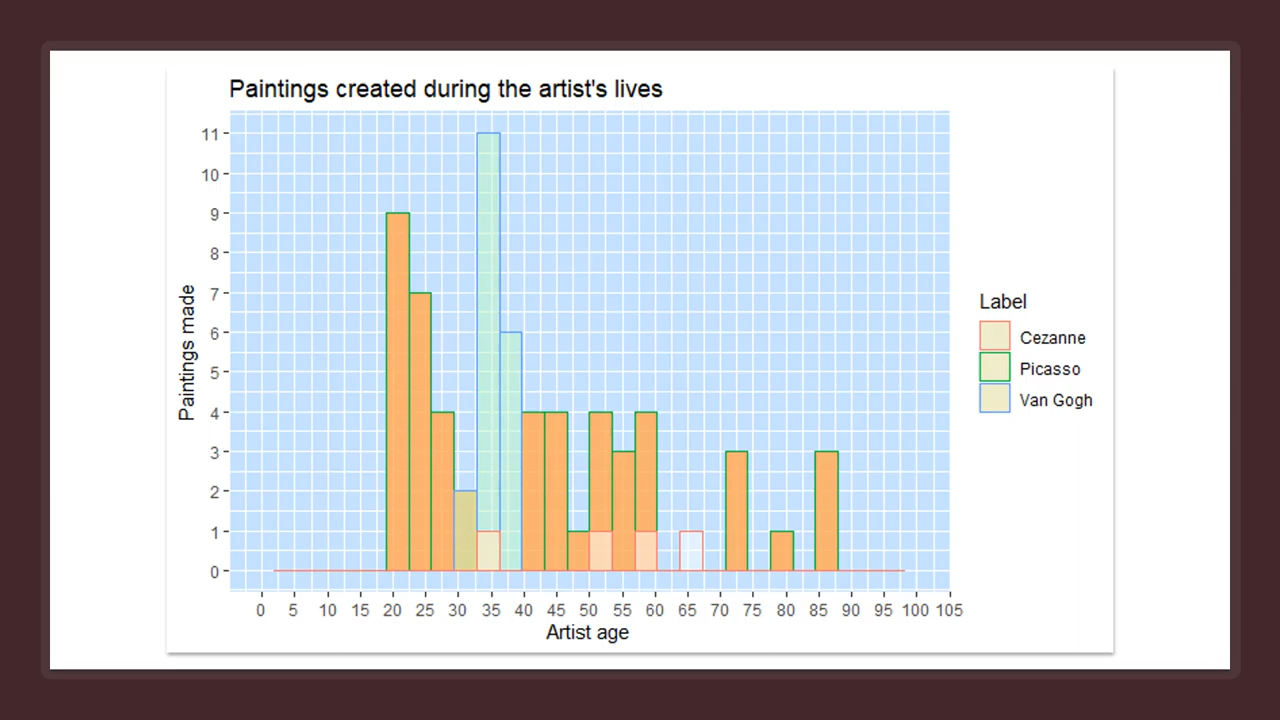 Paintings created during the artist's lives
11
10
9
8
7
6
5
4
3
2
1
0
Paintings made
0 5 10 15 20 25 30 35 40 45 50 55 60 65 70 75 80 85 90 95 100 105
Artist age
Label
Cezanne
Picasso
Van Gogh